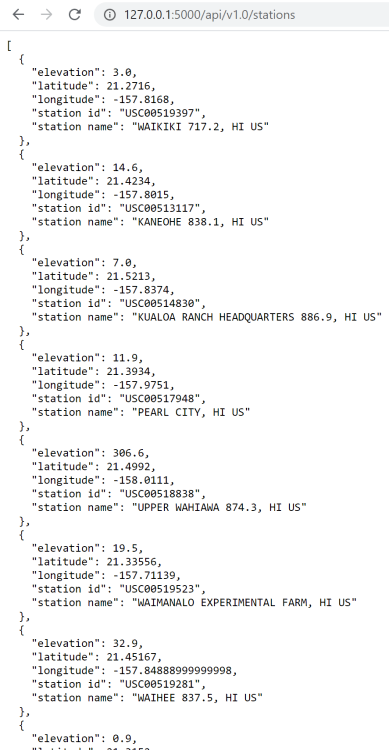 127.0.0.1:5000/api/v1.0/stations
[
  {
    "elevation": 3.0,
    "latitude": 21.2716,
    "longitude": -157.8168,
    "station id": "USC00519397",
    "station name": "WAIKIKI 717.2, HI US"
  },
  {
    "elevation": 14.6,
    "latitude": 21.4234,
    "longitude": -157.8015,
    "station id": "USC00513117",
    "station name": "KANEOHE 838.1, HI US"
  },
  {
    "elevation": 7.0,
    "latitude": 21.5213,
    "longitude": -157.8374,
    "station id": "USC00514830",
    "station name": "KUALOA RANCH HEADQUARTERS 886.9, HI US"
  },
  {
    "elevation": 11.9,
    "latitude": 21.3934,
    "longitude": -157.9751,
    "station id": "USC00517948",
    "station name": "PEARL CITY, HI US"
  },
  {
    "elevation": 306.6,
    "latitude": 21.4992,
    "longitude": -158.0111,
    "station id": "USC00518838",
    "station name": "UPPER WAHIAWA 874.3, HI US"
  },
  {
    "elevation": 19.5,
    "latitude": 21.33556,
    "longitude": -157.71139,
    "station id": "USC00519523",
    "station name": "WAIMANALO EXPERIMENTAL FARM, HI US"
  },
  {
    "elevation": 32.9,
    "latitude": 21.45167,
    "longitude": -157.84888999999998,
    "station id": "USC00519281",
    "station name": "WAIHEE 837.5, HI US"
  },
  {
    "elevation": 0.9,